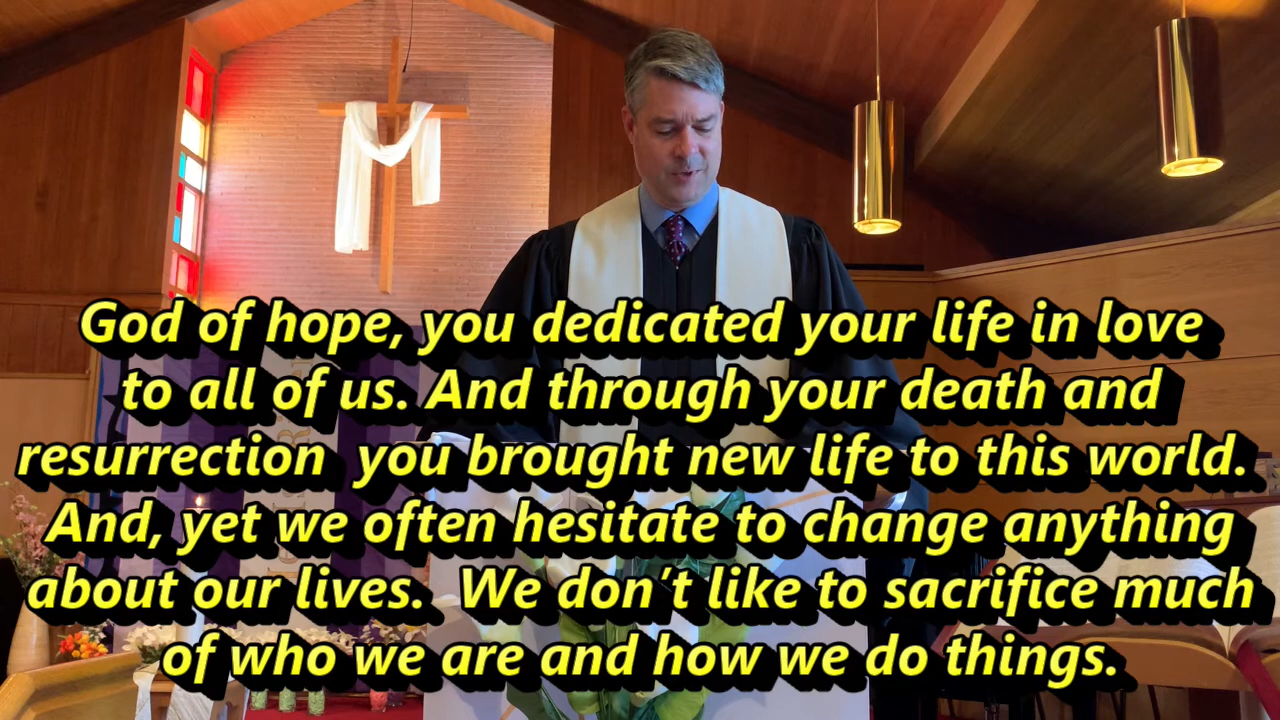 God of hope, you dedicated your life in love
to all of us. And through your death and
resurrection  you brought new life to this world.
And, yet we often hesitate to change anything
about our lives.  We don’t like to sacrifice much
of who we are and how we do things.